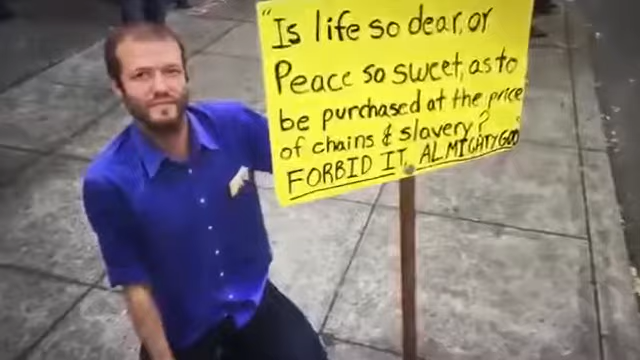 "Is life so dear, or
Peace so sweet, as to
be purchased at the price
of chains & slavery?
FORBID IT, ALMIGHTY GOD